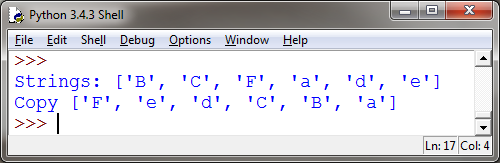 Python 3.4.3 Shell
File Edit Shell Debug Options Window Help
>>>
Strings: ['B', 'C', 'F', 'a', 'd', 'e']
Copy ['F', 'e', 'd', 'C', 'B', 'a']
>>>
Ln: 17 Col: 4